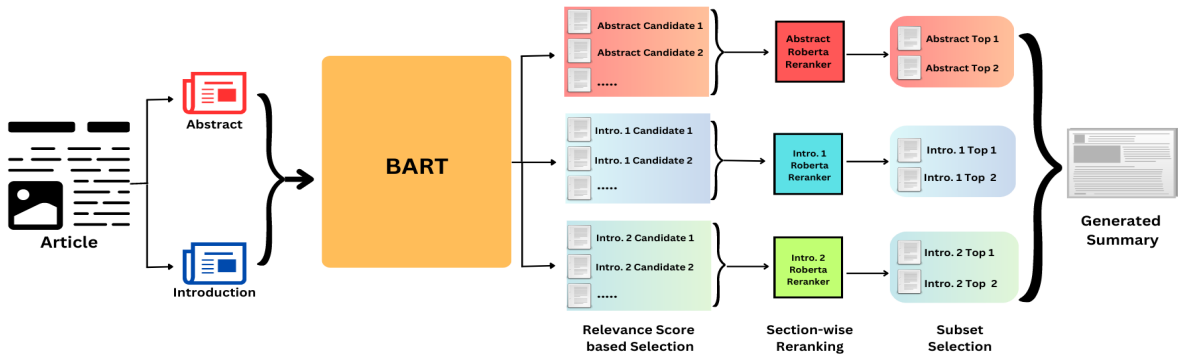 Article
Abstract
Introduction
BART
Abstract Candidate 1
Abstract Candidate 2
.....
Intro. 1 Candidate 1
Intro. 1 Candidate 2
.....
Intro. 2 Candidate 1
Intro. 2 Candidate 2
.....
Relevance Score
based Selection
Abstract
Roberta
Reranker
Intro. 1
Roberta
Reranker
Intro. 2
Roberta
Reranker
Section-wise
Reranking
Abstract Top 1
Abstract Top 2
Intro. 1 Top 1
Intro. 1 Top 2
Intro. 2 Top 1
Intro. 2 Top 2
Subset
Selection
Generated
Summary